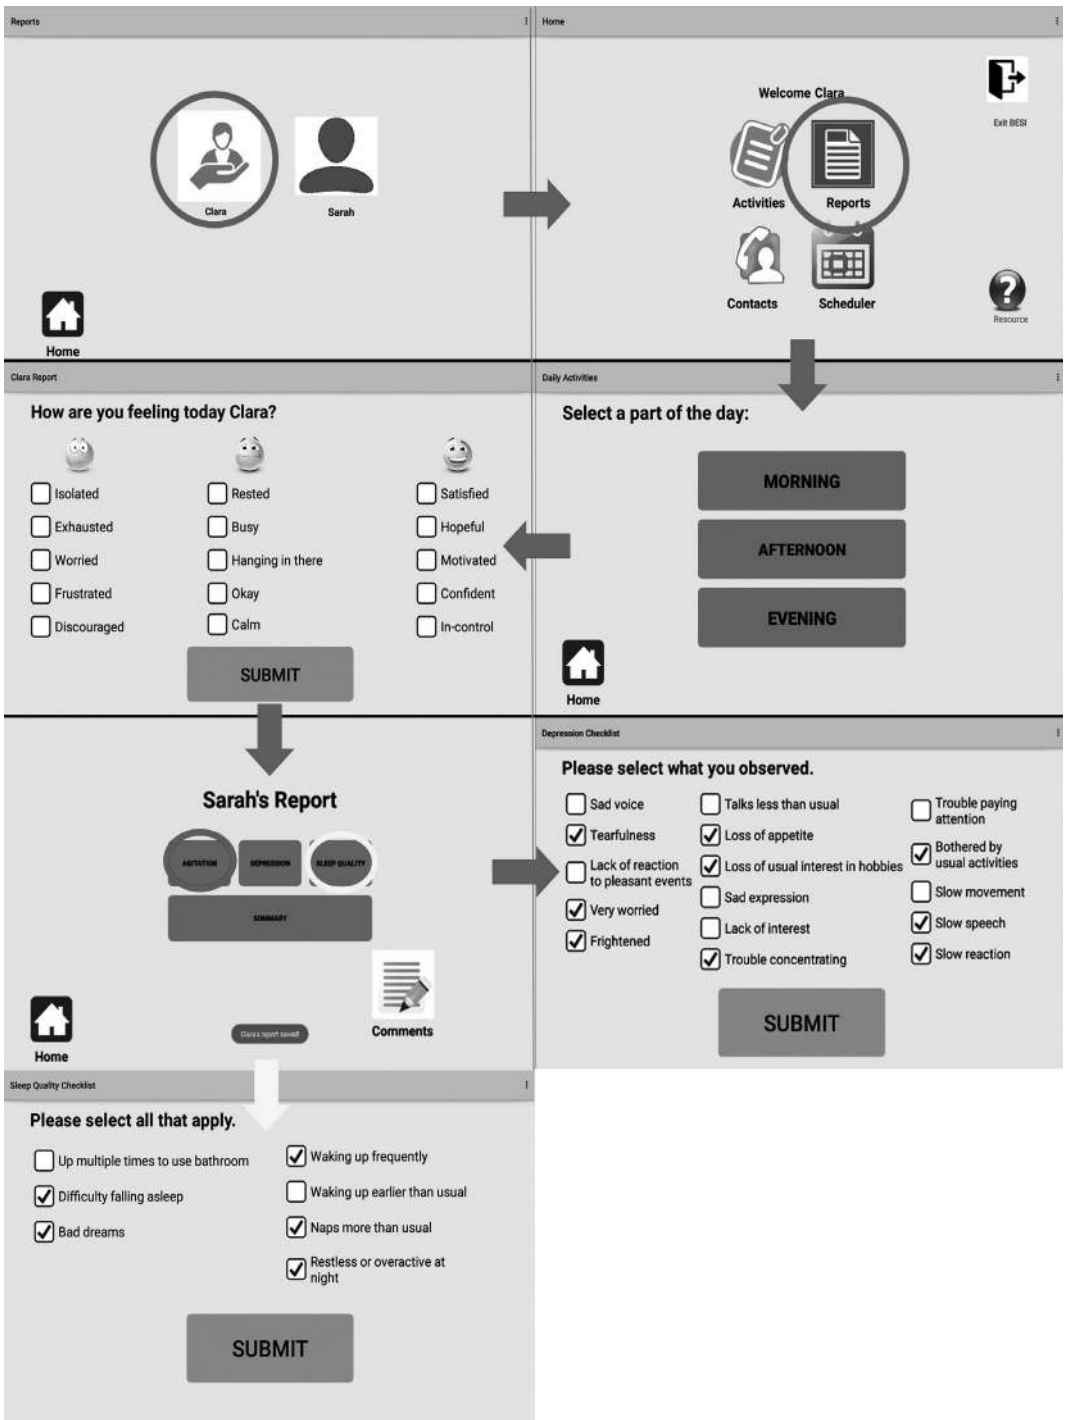 Reports
Clara
Sarah
Home
Home
Welcome Clara
Exit BESI
Activities
Reports
Contacts
Scheduler
Resource
Clara Report
How are you feeling today Clara?
Isolated
Exhausted
Worried
Frustrated
Discouraged
Rested
Busy
Hanging in there
Okay
Calm
Satisfied
Hopeful
Motivated
Confident
In-control
SUBMIT
Daily Activities
Select a part of the day:
MORNING
AFTERNOON
EVENING
Home
Sarah's Report
AGITATION
DEPRESSION
SLEEP QUALITY
SUMMARY
Comments
Home
Clara's report saved!
Depression Checklist
Please select what you observed.
Sad voice
Tearfulness
Lack of reaction
to pleasant events
Very worried
Frightened
Talks less than usual
Loss of appetite
Loss of usual interest in hobbies
Sad expression
Lack of interest
Trouble concentrating
Trouble paying
attention
Bothered by
usual activities
Slow movement
Slow speech
Slow reaction
SUBMIT
Sleep Quality Checklist
Please select all that apply.
Up multiple times to use bathroom
Difficulty falling asleep
Bad dreams
Waking up frequently
Waking up earlier than usual
Naps more than usual
Restless or overactive at
night
SUBMIT